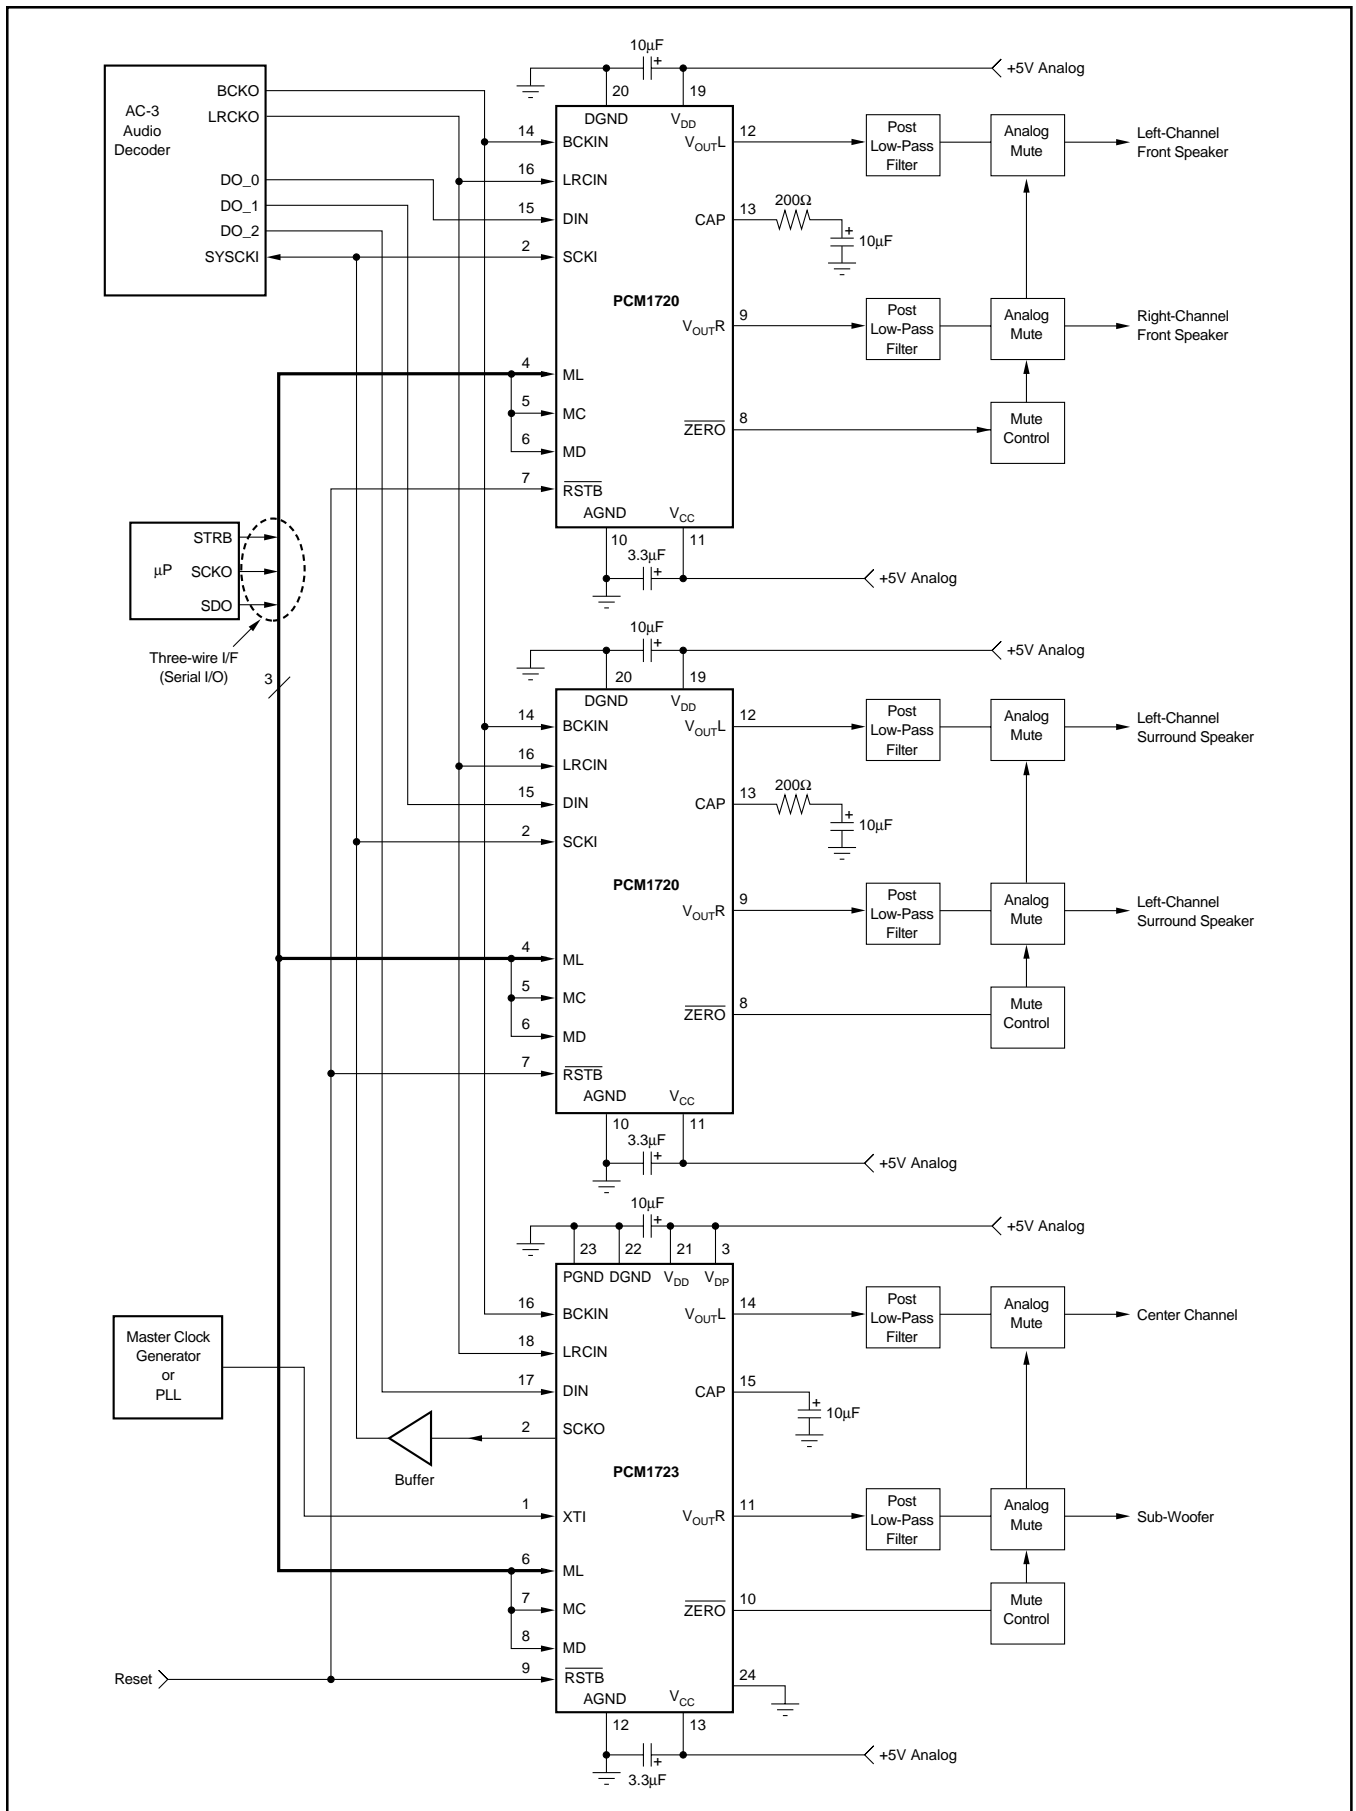 10µF
+5V Analog
20
19
AC-3
Audio
Decoder
BCKO
LRCKO
DO_0
DO_1
DO_2
SYSCKI
DGND
VDD
14
BCKIN
16
LRCIN
15
DIN
2
SCKI
PCM1720
4
ML
5
MC
6
MD
7
RSTB
AGND
VCC
10
11
3.3µF
+5V Analog
VOUTL
12
Post
Low-Pass
Filter
Analog
Mute
Left-Channel
Front Speaker
CAP
13
200Ω
10µF
VOUTR
9
Post
Low-Pass
Filter
Analog
Mute
Right-Channel
Front Speaker
ZERO
8
Mute
Control
µP
STRB
SCKO
SDO
Three-wire I/F
(Serial I/O)
3
10µF
+5V Analog
20
19
DGND
VDD
14
BCKIN
16
LRCIN
15
DIN
2
SCKI
PCM1720
4
ML
5
MC
6
MD
7
RSTB
AGND
VCC
10
11
3.3µF
+5V Analog
VOUTL
12
Post
Low-Pass
Filter
Analog
Mute
Left-Channel
Surround Speaker
CAP
13
200Ω
10µF
VOUTR
9
Post
Low-Pass
Filter
Analog
Mute
Left-Channel
Surround Speaker
ZERO
8
Mute
Control
10µF
+5V Analog
23
22
21
3
PGND
DGND
VDD
VDP
Master Clock
Generator
or
PLL
16
BCKIN
18
LRCIN
17
DIN
2
SCKO
Buffer
PCM1723
1
XTI
6
ML
7
MC
8
MD
Reset
9
RSTB
AGND
VCC
12
13
3.3µF
+5V Analog
VOUTL
14
Post
Low-Pass
Filter
Analog
Mute
Center Channel
CAP
15
10µF
VOUTR
11
Post
Low-Pass
Filter
Analog
Mute
Sub-Woofer
ZERO
10
Mute
Control
24